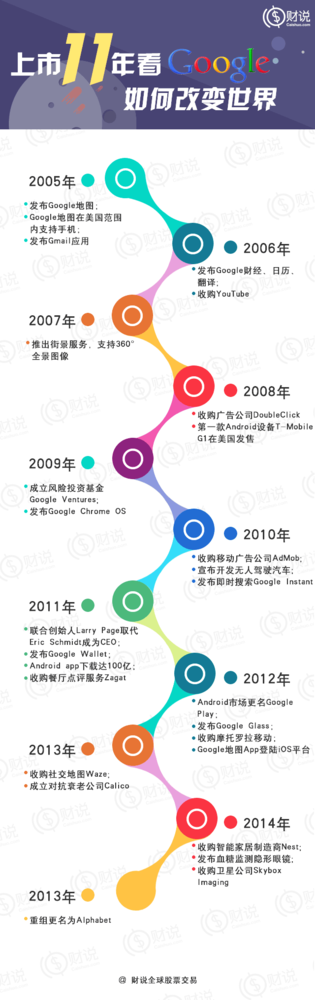 财说
Caishuo.com
上市11年看 Google
如何改变世界
2005年
发布Google地图；
Google地图在美国范围
内支持手机；
发布Gmail应用
2006年
发布Google财经、日历、
翻译；
收购YouTube
2007年
推出街景服务，支持360°
全景图像
2008年
收购广告公司DoubleClick
第一款Android设备T-Mobile
G1在美国发售
2009年
成立风险投资基金
Google Ventures；
发布Google Chrome OS
2010年
收购移动广告公司AdMob；
宣布开发无人驾驶汽车；
发布即时搜索Google Instant
2011年
联合创始人Larry Page取代
Eric Schmidt成为CEO；
发布Google Wallet；
Android app下载达100亿；
收购餐厅点评服务Zagat
2012年
Android市场更名Google
Play；
发布Google Glass；
收购摩托罗拉移动；
Google地图App登陆iOS平台
2013年
收购社交地图Waze；
成立对抗衰老公司Calico
2014年
收购智能家居制造商Nest；
发布血糖监测隐形眼镜；
收购卫星公司Skybox
Imaging
2013年
重组更名为Alphabet
@ 财说全球股票交易